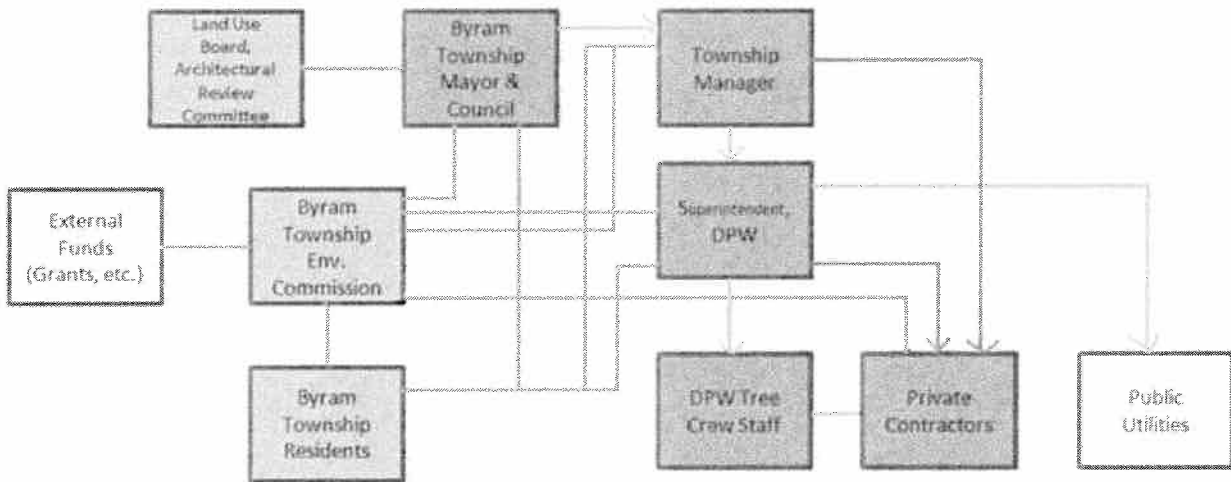 Land Use
Board,
Architectural
Review
Committee
Byram
Township
Mayor &
Council
Township
Manager
External
Funds
(Grants, etc.)
Byram
Township
Env.
Commission
Superintendent,
DPW
Byram
Township
Residents
DPW Tree
Crew Staff
Private
Contractors
Public
Utilities